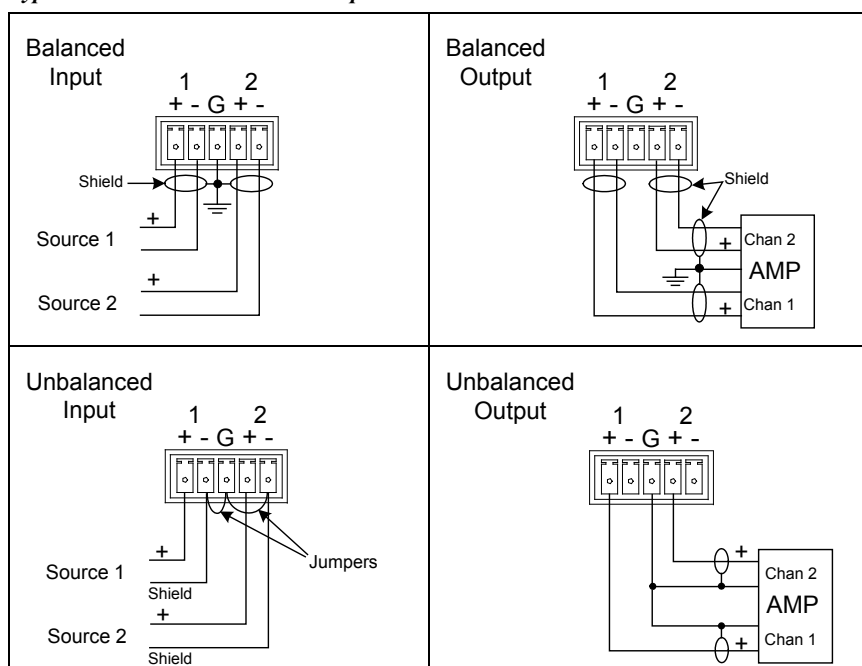 Balanced
Input
1 2
+ - G + -
Shield
+
Source 1
+
Source 2
Balanced
Output
1 2
+ - G + -
Shield
+ Chan 2
AMP
+ Chan 1
Unbalanced
Input
1 2
+ - G + -
Jumpers
+
Source 1
Shield
+
Source 2
Shield
Unbalanced
Output
1 2
+ - G + -
+
Chan 2
AMP
+ Chan 1